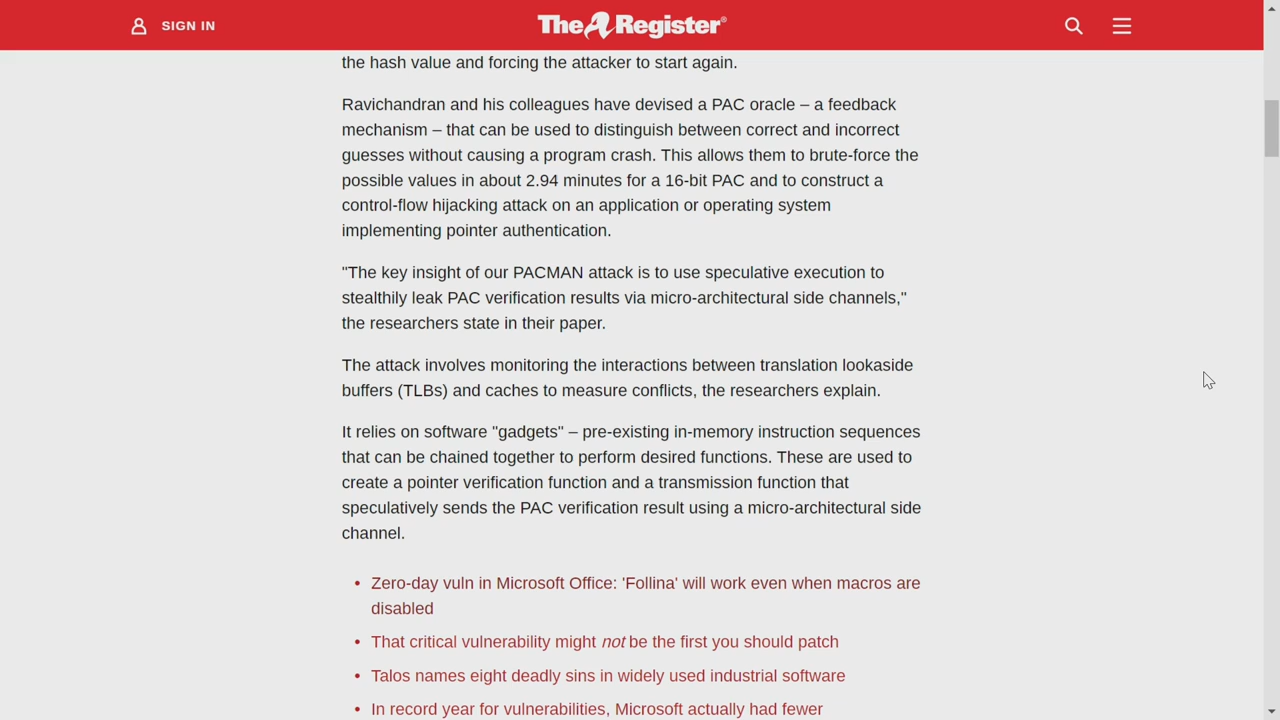 SIGN IN
The Register®
the hash value and forcing the attacker to start again.
Ravichandran and his colleagues have devised a PAC oracle – a feedback
mechanism – that can be used to distinguish between correct and incorrect
guesses without causing a program crash. This allows them to brute-force the
possible values in about 2.94 minutes for a 16-bit PAC and to construct a
control-flow hijacking attack on an application or operating system
implementing pointer authentication.
"The key insight of our PACMAN attack is to use speculative execution to
stealthily leak PAC verification results via micro-architectural side channels,"
the researchers state in their paper.
The attack involves monitoring the interactions between translation lookaside
buffers (TLBs) and caches to measure conflicts, the researchers explain.
It relies on software "gadgets" – pre-existing in-memory instruction sequences
that can be chained together to perform desired functions. These are used to
create a pointer verification function and a transmission function that
speculatively sends the PAC verification result using a micro-architectural side
channel.
• Zero-day vuln in Microsoft Office: 'Follina' will work even when macros are
disabled
• That critical vulnerability might not be the first you should patch
• Talos names eight deadly sins in widely used industrial software
• In record year for vulnerabilities, Microsoft actually had fewer